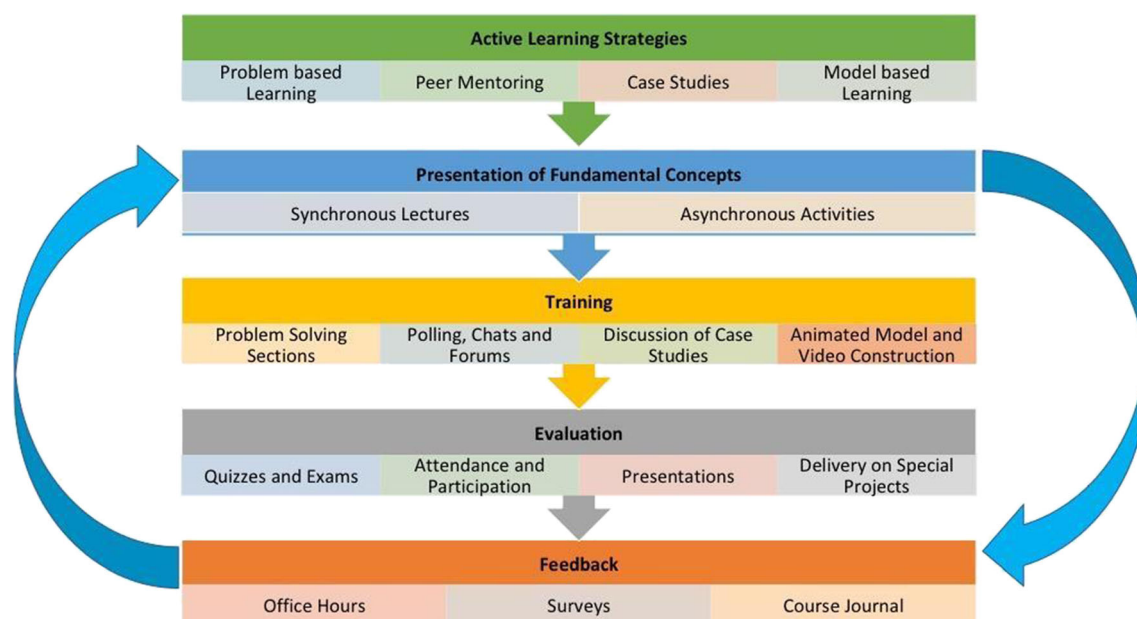 Active Learning Strategies
Problem based
Learning
Peer Mentoring
Case Studies
Model based
Learning
Presentation of Fundamental Concepts
Synchronous Lectures
Asynchronous Activities
Training
Problem Solving
Sections
Polling, Chats and
Forums
Discussion of Case
Studies
Animated Model and
Video Construction
Evaluation
Quizzes and Exams
Attendance and
Participation
Presentations
Delivery on Special
Projects
Feedback
Office Hours
Surveys
Course Journal